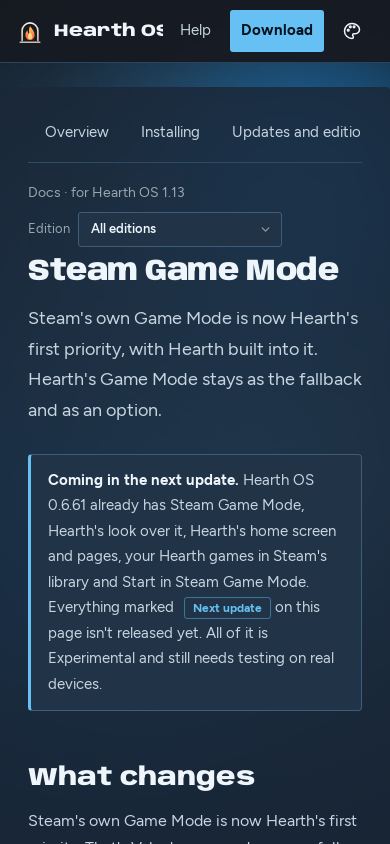 Hearth OS
Help
Download
Overview
Installing
Updates and editio
Docs · for Hearth OS 1.13
Edition
All editions
Steam Game Mode
Steam's own Game Mode is now Hearth's
first priority, with Hearth built into it.
Hearth's Game Mode stays as the fallback
and as an option.
Coming in the next update. Hearth OS
0.6.61 already has Steam Game Mode,
Hearth's look over it, Hearth's home screen
and pages, your Hearth games in Steam's
library and Start in Steam Game Mode.
Everything marked Next update on this
page isn't released yet. All of it is
Experimental and still needs testing on real
devices.
What changes
Steam's own Game Mode is now Hearth's first